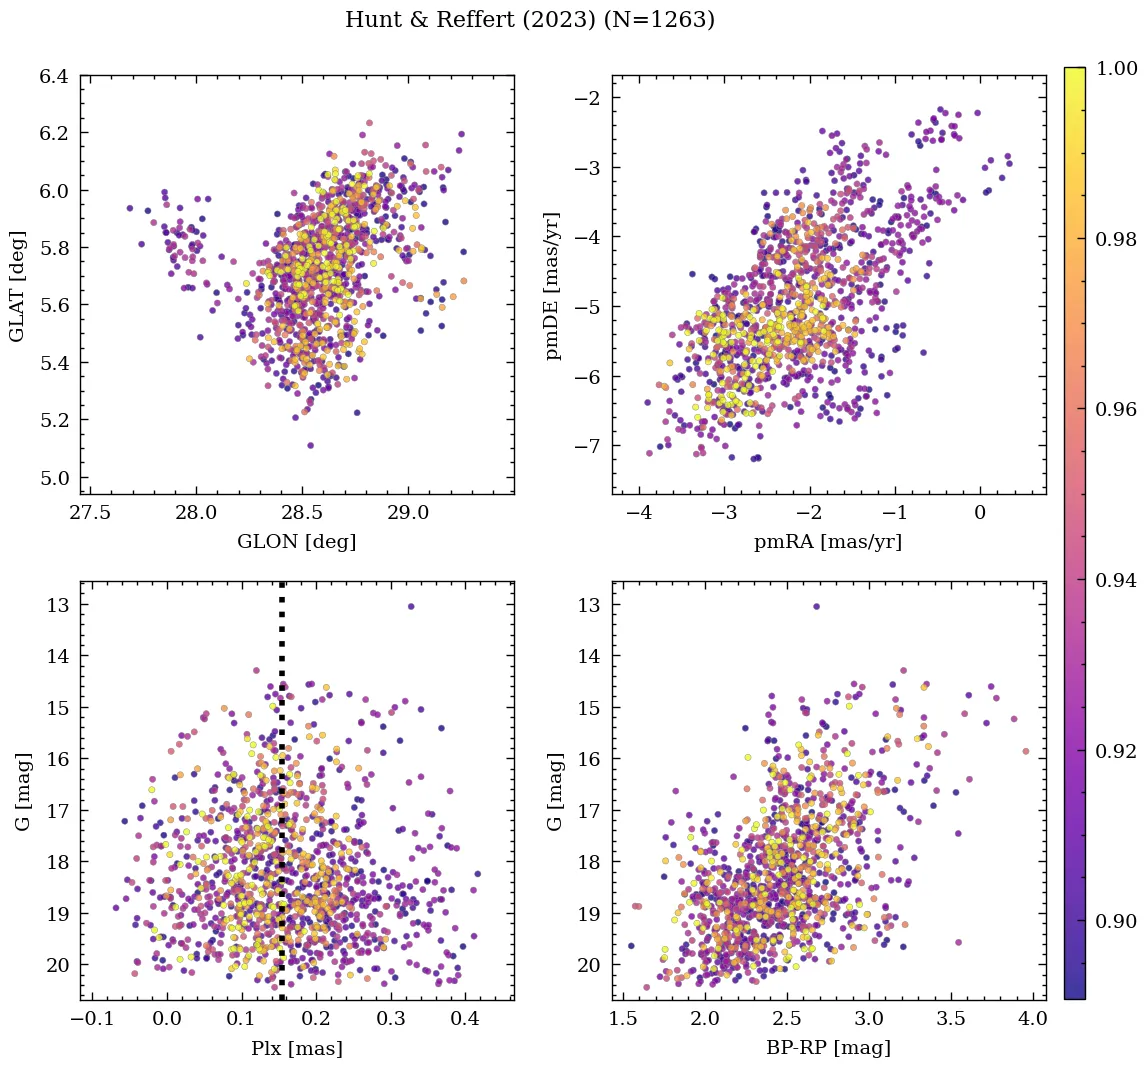 Hunt & Reffert (2023) (N=1263)
6.4
6.2
6.0
5.8
5.6
5.4
5.2
5.0
GLAT [deg]
27.5 28.0 28.5 29.0
GLON [deg]
−2
−3
−4
−5
−6
−7
pmDE [mas/yr]
−4 −3 −2 −1 0
pmRA [mas/yr]
1.00
0.98
0.96
0.94
0.92
0.90
13
14
15
16
17
18
19
20
G [mag]
−0.1 0.0 0.1 0.2 0.3 0.4
Plx [mas]
13
14
15
16
17
18
19
20
G [mag]
1.5 2.0 2.5 3.0 3.5 4.0
BP-RP [mag]